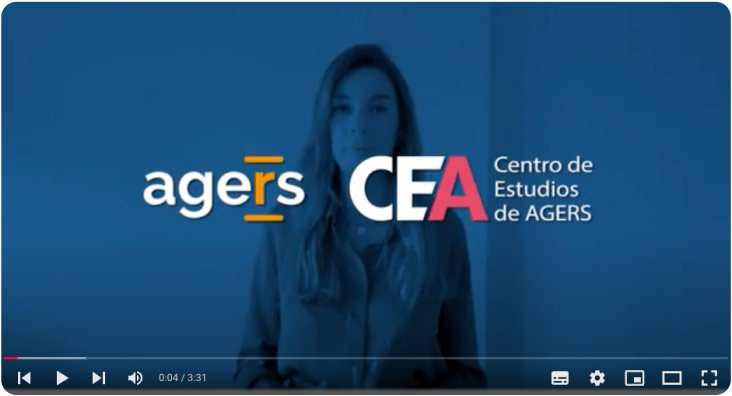 agers
CEA
Centro de
Estudios
de AGERS
0:04 / 3:31